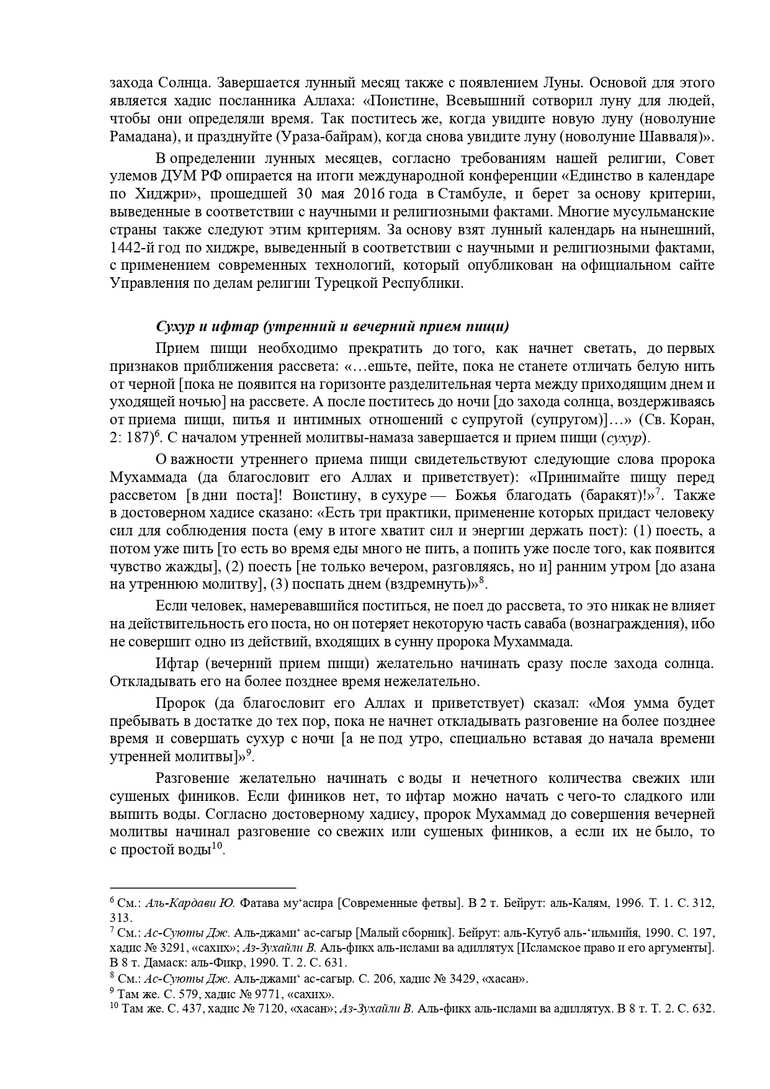 захода Солнца. Завершается лунный месяц также с появлением Луны. Основой для этого
является хадис посланника Аллаха: «Поистине, Всевышний сотворил луну для людей,
чтобы они определяли время. Так поститесь же, когда увидите новую луну (новолуние
Рамадана), и празднуйте (Ураза-байрам), когда снова увидите луну (новолуние Шавваля)».
В определении лунных месяцев, согласно требованиям нашей религии, Совет
улемов ДУМ РФ опирается на итоги международной конференции «Единство в календаре
по Хиджри», прошедшей 30 мая 2016 года в Стамбуле, и берет за основу критерии,
выведенные в соответствии с научными и религиозными фактами. Многие мусульманские
страны также следуют этим критериям. За основу взят лунный календарь на нынешний,
1442-й год по хиджре, выведенный в соответствии с научными и религиозными фактами,
с применением современных технологий, который опубликован на официальном сайте
Управления по делам религии Турецкой Республики.
Сухур и ифтар (утренний и вечерний прием пищи)
Прием пищи необходимо прекратить до того, как начнет светать, до первых
признаков приближения рассвета: «…ешьте, пейте, пока не станете отличать белую нить
от черной [пока не появится на горизонте разделительная черта между приходящим днем и
уходящей ночью] на рассвете. А после поститесь до ночи [до захода солнца, воздерживаясь
от приема пищи, питья и интимных отношений с супругой (супругом)]…» (Св. Коран,
2: 187)⁶. С началом утренней молитвы-намаза завершается и прием пищи (сухур).
О важности утреннего приема пищи свидетельствуют следующие слова пророка
Мухаммада (да благословит его Аллах и приветствует): «Принимайте пищу перед
рассветом [в дни поста]! Воистину, в сухуре — Божья благодать (баракят)!»⁷. Также
в достоверном хадисе сказано: «Есть три практики, применение которых придаст человеку
сил для соблюдения поста (ему в итоге хватит сил и энергии держать пост): (1) поесть, а
потом уже пить [то есть во время еды много не пить, а попить уже после того, как появится
чувство жажды], (2) поесть [не только вечером, разговляясь, но и] ранним утром [до азана
на утреннюю молитву], (3) поспать днем (вздремнуть)»⁸.
Если человек, намеревавшийся поститься, не поел до рассвета, то это никак не влияет
на действительность его поста, но он потеряет некоторую часть саваба (вознаграждения), ибо
не совершит одно из действий, входящих в сунну пророка Мухаммада.
Ифтар (вечерний прием пищи) желательно начинать сразу после захода солнца.
Откладывать его на более позднее время нежелательно.
Пророк (да благословит его Аллах и приветствует) сказал: «Моя умма будет
пребывать в достатке до тех пор, пока не начнет откладывать разговение на более позднее
время и совершать сухур с ночи [а не под утро, специально вставая до начала времени
утренней молитвы]»⁹.
Разговение желательно начинать с воды и нечетного количества свежих или
сушеных фиников. Если фиников нет, то ифтар можно начать с чего-то сладкого или
выпить воды. Согласно достоверному хадису, пророк Мухаммад до совершения вечерней
молитвы начинал разговение со свежих или сушеных фиников, а если их не было, то
с простой воды¹⁰.
⁶ См.: Аль-Кардави Ю. Фатава му‘асира [Современные фетвы]. В 2 т. Бейрут: аль-Калям, 1996. Т. 1. С. 312,
313.
⁷ См.: Ас-Суюты Дж. Аль-джами‘ ас-сагыр [Малый сборник]. Бейрут: аль-Кутуб аль-‘ильмийя, 1990. С. 197,
хадис № 3291, «сахих»; Аз-Зухайли В. Аль-фикх аль-ислами ва адиллятух [Исламское право и его аргументы].
В 8 т. Дамаск: аль-Фикр, 1990. Т. 2. С. 631.
⁸ См.: Ас-Суюты Дж. Аль-джами‘ ас-сагыр. С. 206, хадис № 3429, «хасан».
⁹ Там же. С. 579, хадис № 9771, «сахих».
¹⁰ Там же. С. 437, хадис № 7120, «хасан»; Аз-Зухайли В. Аль-фикх аль-ислами ва адиллятух. В 8 т. Т. 2. С. 632.